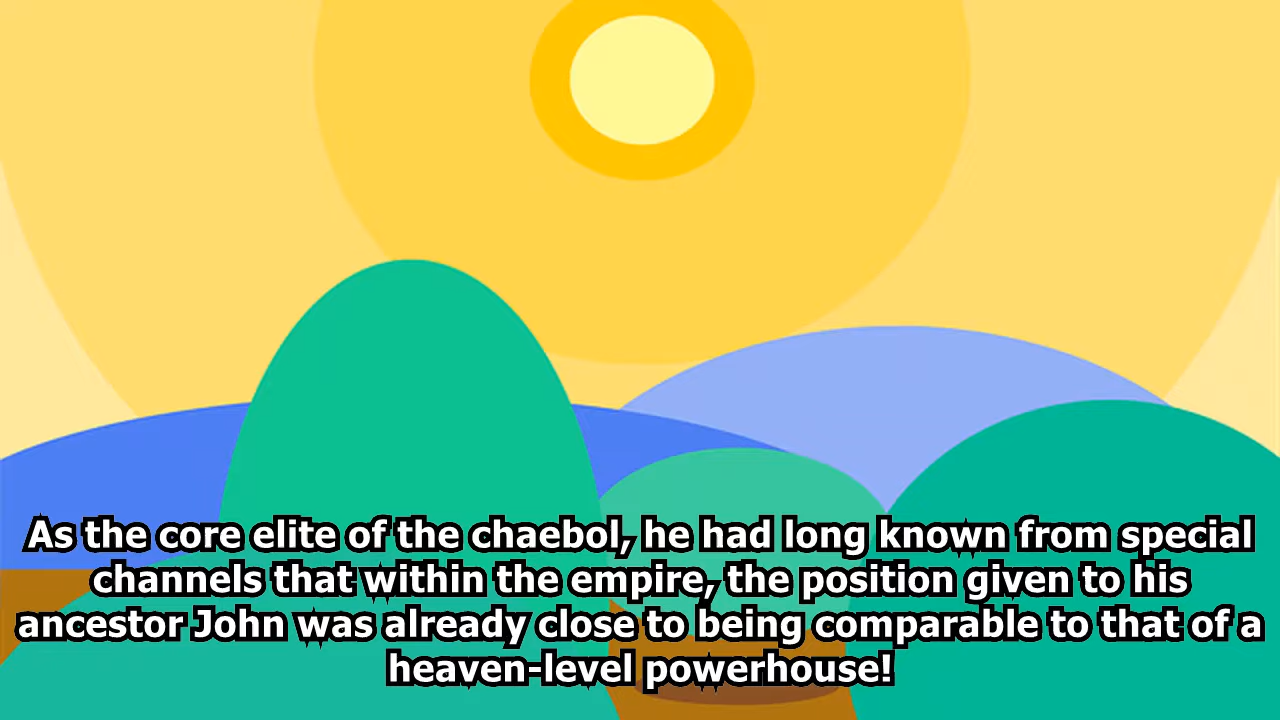 As the core elite of the chaebol, he had long known from special
channels that within the empire, the position given to his
ancestor John was already close to being comparable to that of a
heaven-level powerhouse!